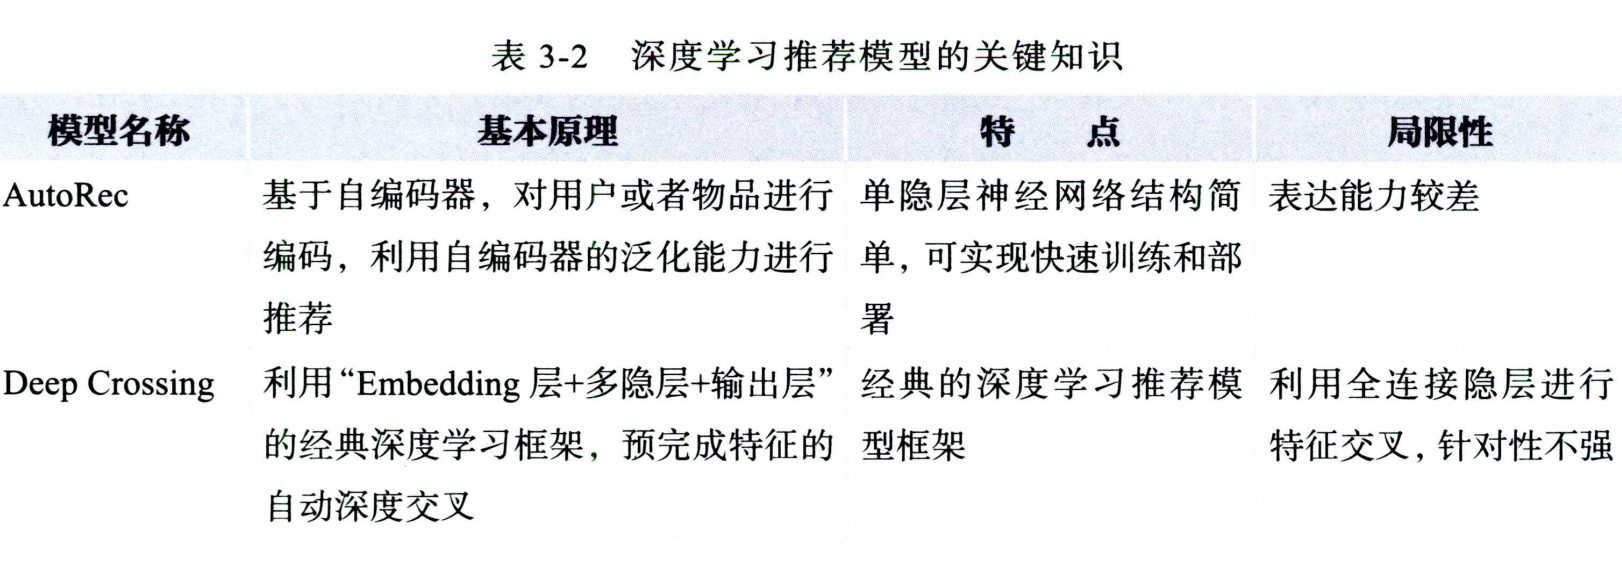 表 3-2 深度学习推荐模型的关键知识
模型名称 基本原理 特 点 局限性
AutoRec 基于自编码器，对用户或者物品进行 单隐层神经网络结构简 表达能力较差
编码，利用自编码器的泛化能力进行 单，可实现快速训练和部
推荐 署
Deep Crossing 利用“Embedding 层+多隐层+输出层” 经典的深度学习推荐模 利用全连接隐层进行
的经典深度学习框架，预完成特征的 型框架 特征交叉，针对性不强
自动深度交叉